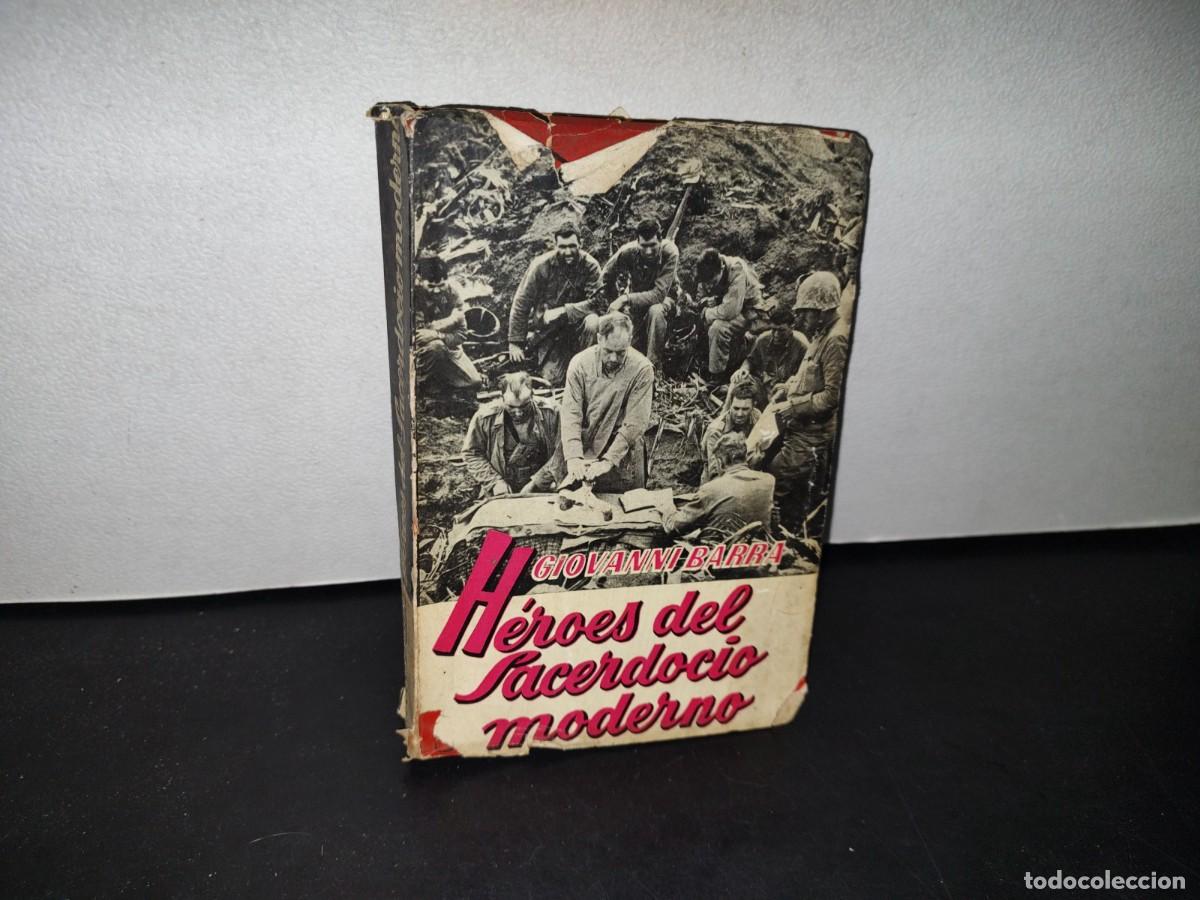 GIOVANNI BARRA
Héroes del
Sacerdocio
moderno
todocoleccion